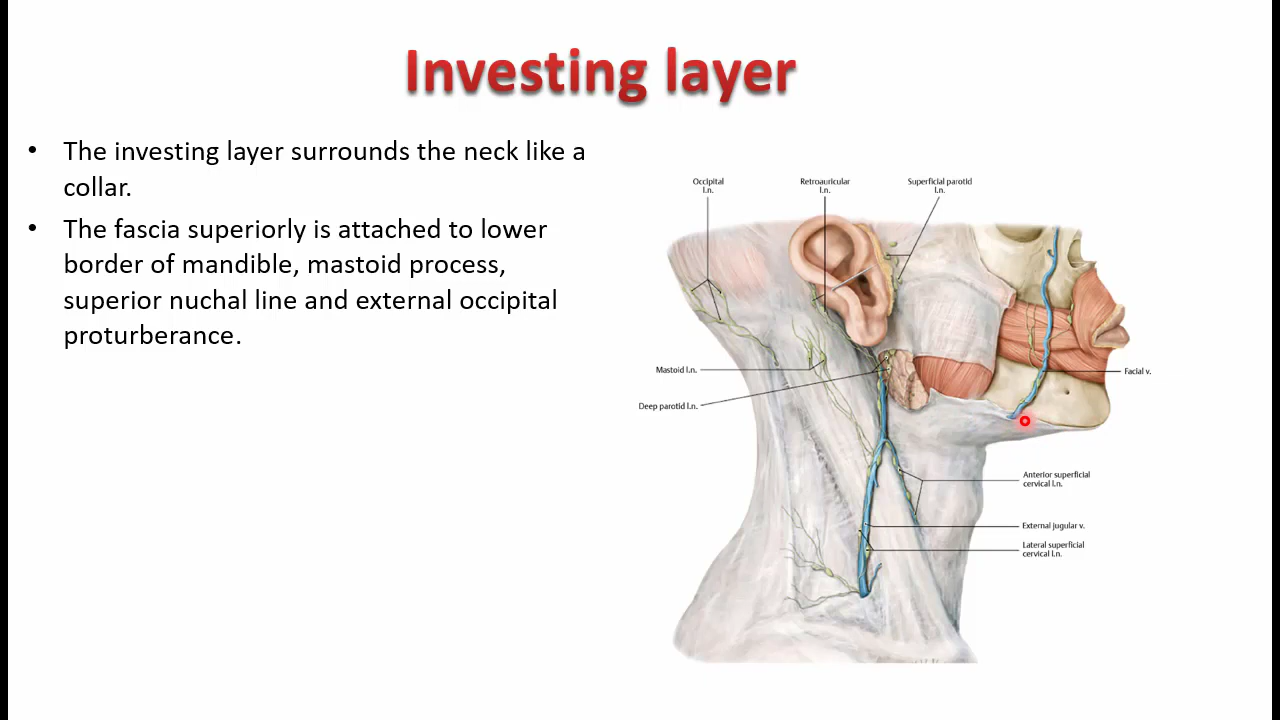 Investing layer
• The investing layer surrounds the neck like a
collar.
• The fascia superiorly is attached to lower
border of mandible, mastoid process,
superior nuchal line and external occipital
proturberance.
Occipital
l.n.
Retroauricular
l.n.
Superficial parotid
l.n.
Mastoid l.n.
Deep parotid l.n.
Facial v.
Anterior superficial
cervical l.n.
External jugular v.
Lateral superficial
cervical l.n.